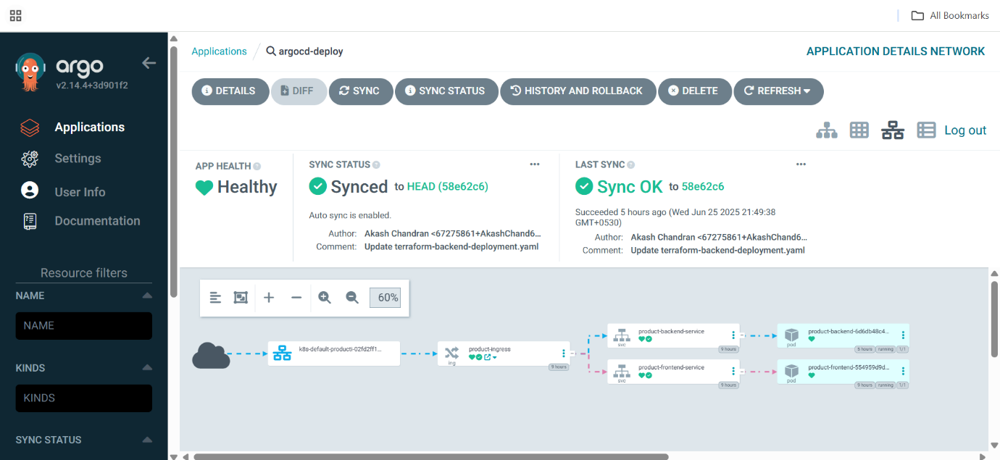 All Bookmarks
argo
v2.14.4+3d901f2
Applications
Settings
User Info
Documentation
Resource filters
NAME
NAME
KINDS
KINDS
SYNC STATUS
Applications / argocd-deploy
APPLICATION DETAILS NETWORK
DETAILS DIFF SYNC SYNC STATUS HISTORY AND ROLLBACK DELETE REFRESH
Log out
APP HEALTH
Healthy
SYNC STATUS
Synced to HEAD (58e62c6)
Auto sync is enabled.
Author: Akash Chandran <67275861+AkashChand6...
Comment: Update terraform-backend-deployment.yaml
LAST SYNC
Sync OK to 58e62c6
Succeeded 5 hours ago (Wed Jun 25 2025 21:49:38
GMT+0530)
Author: Akash Chandran <67275861+AkashChand6...
Comment: Update terraform-backend-deployment.yaml
60%
k8s-default-producti-02fd2ff1...
product-ingress
ing
9 hours
product-backend-service
svc
9 hours
product-backend-6d6db48c4...
pod
5 hours running 1/1
product-frontend-service
svc
9 hours
product-frontend-554959d9d...
pod
9 hours running 1/1